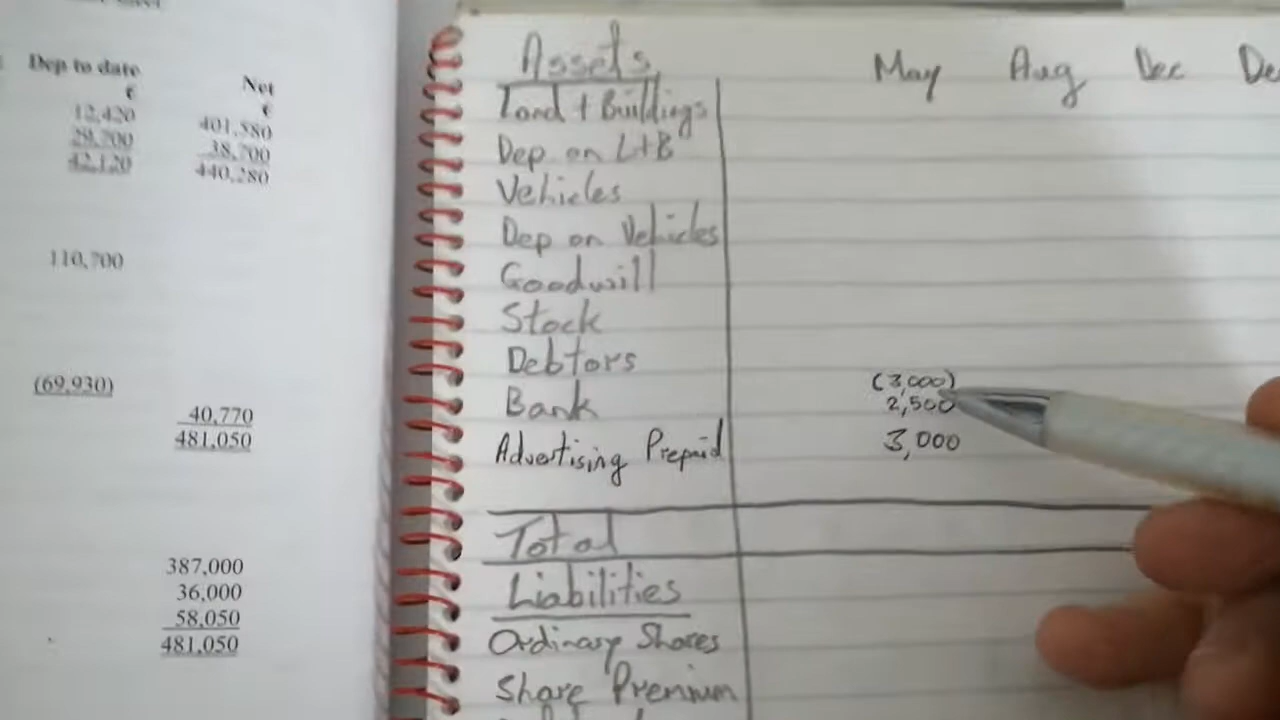 Dep to date
Net
€
€
12,420
401,580
29,700
38,700
42,120
440,280
110,700
(69,930)
40,770
481,050
387,000
36,000
58,050
481,050
Assets
May Aug Dec De
Land + Buildings
Dep on L+B
Vehicles
Dep on Vehicles
Goodwill
Stock
Debtors
(3,000)
Bank 2,500
Advertising Prepaid 3,000
Total
Liabilities
Ordinary Shares
Share Premium